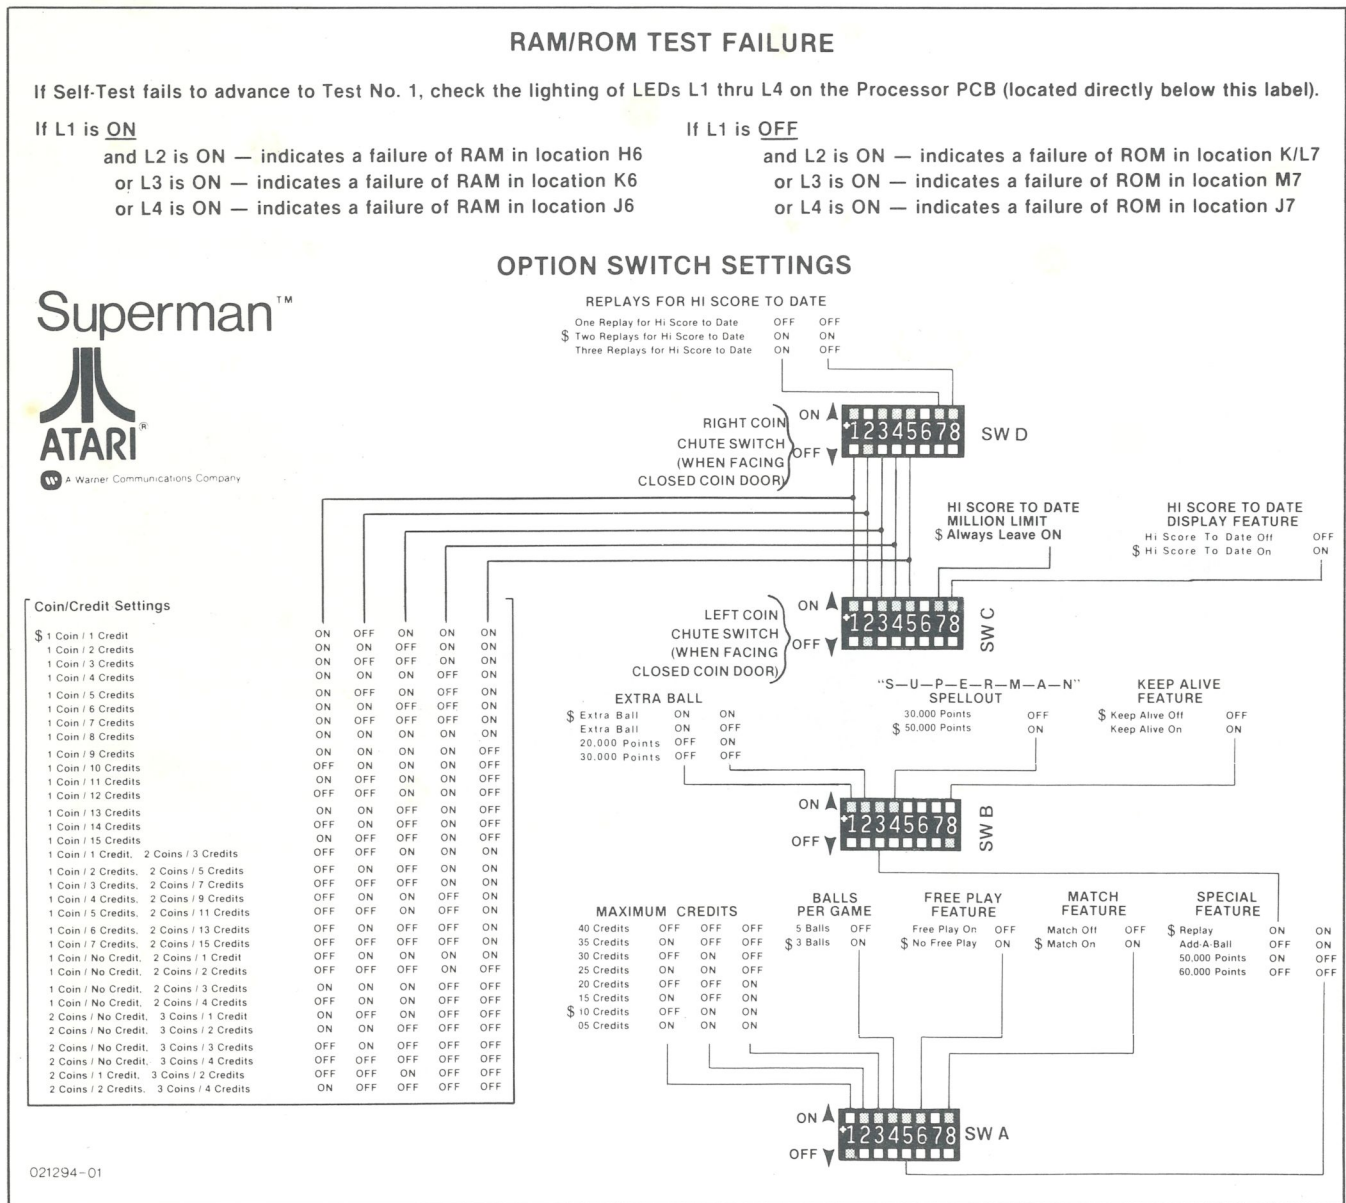 RAM/ROM TEST FAILURE
If Self-Test fails to advance to Test No. 1, check the lighting of LEDs L1 thru L4 on the Processor PCB (located directly below this label).
If L1 is ON
and L2 is ON — indicates a failure of RAM in location H6
or L3 is ON — indicates a failure of RAM in location K6
or L4 is ON — indicates a failure of RAM in location J6
If L1 is OFF
and L2 is ON — indicates a failure of ROM in location K/L7
or L3 is ON — indicates a failure of ROM in location M7
or L4 is ON — indicates a failure of ROM in location J7
OPTION SWITCH SETTINGS
Superman™
ATARI®
A Warner Communications Company
REPLAYS FOR HI SCORE TO DATE
One Replay for Hi Score to Date OFF OFF
$ Two Replays for Hi Score to Date ON ON
Three Replays for Hi Score to Date ON OFF
RIGHT COIN
CHUTE SWITCH
(WHEN FACING
CLOSED COIN DOOR)
ON
12345678
OFF
SW D
HI SCORE TO DATE
MILLION LIMIT
$ Always Leave ON
HI SCORE TO DATE
DISPLAY FEATURE
Hi Score To Date Off OFF
$ Hi Score To Date On ON
LEFT COIN
CHUTE SWITCH
(WHEN FACING
CLOSED COIN DOOR)
ON
12345678
OFF
SW C
Coin/Credit Settings
$ 1 Coin / 1 Credit ON OFF ON ON ON
1 Coin / 2 Credits ON ON OFF ON ON
1 Coin / 3 Credits ON OFF OFF ON ON
1 Coin / 4 Credits ON ON ON OFF ON
1 Coin / 5 Credits ON OFF ON OFF ON
1 Coin / 6 Credits ON ON OFF OFF ON
1 Coin / 7 Credits ON OFF OFF OFF ON
1 Coin / 8 Credits ON ON ON ON ON
1 Coin / 9 Credits ON ON ON ON OFF
1 Coin / 10 Credits OFF ON ON ON OFF
1 Coin / 11 Credits ON OFF ON ON OFF
1 Coin / 12 Credits OFF OFF ON ON OFF
1 Coin / 13 Credits ON ON OFF ON OFF
1 Coin / 14 Credits OFF ON OFF ON OFF
1 Coin / 15 Credits ON OFF OFF ON OFF
1 Coin / 1 Credit, 2 Coins / 3 Credits OFF OFF ON ON ON
1 Coin / 2 Credits, 2 Coins / 5 Credits OFF ON OFF ON ON
1 Coin / 3 Credits, 2 Coins / 7 Credits OFF OFF OFF ON ON
1 Coin / 4 Credits, 2 Coins / 9 Credits OFF ON ON OFF ON
1 Coin / 5 Credits, 2 Coins / 11 Credits OFF OFF ON OFF ON
1 Coin / 6 Credits, 2 Coins / 13 Credits OFF ON OFF OFF ON
1 Coin / 7 Credits, 2 Coins / 15 Credits OFF OFF OFF OFF ON
1 Coin / No Credit, 2 Coins / 1 Credit OFF ON ON ON ON
1 Coin / No Credit, 2 Coins / 2 Credits OFF OFF OFF ON OFF
1 Coin / No Credit, 2 Coins / 3 Credits ON ON ON OFF OFF
1 Coin / No Credit, 2 Coins / 4 Credits OFF ON ON OFF OFF
2 Coins / No Credit, 3 Coins / 1 Credit ON OFF ON OFF OFF
2 Coins / No Credit, 3 Coins / 2 Credits ON ON OFF OFF OFF
2 Coins / No Credit, 3 Coins / 3 Credits OFF ON OFF OFF OFF
2 Coins / No Credit, 3 Coins / 4 Credits OFF OFF OFF OFF OFF
2 Coins / 1 Credit, 3 Coins / 2 Credits OFF OFF ON OFF OFF
2 Coins / 2 Credits, 3 Coins / 4 Credits ON OFF OFF OFF OFF
EXTRA BALL
$ Extra Ball ON ON
Extra Ball ON OFF
20,000 Points OFF ON
30,000 Points OFF OFF
"S—U—P—E—R—M—A—N"
SPELLOUT
30,000 Points OFF
$ 50,000 Points ON
KEEP ALIVE
FEATURE
$ Keep Alive Off OFF
Keep Alive On ON
ON
12345678
OFF
SW B
MAXIMUM CREDITS
40 Credits OFF OFF OFF
35 Credits ON OFF OFF
30 Credits OFF ON OFF
25 Credits ON ON OFF
20 Credits OFF OFF ON
15 Credits ON OFF ON
$ 10 Credits OFF ON ON
05 Credits ON ON ON
BALLS
PER GAME
5 Balls OFF
$ 3 Balls ON
FREE PLAY
FEATURE
Free Play On OFF
$ No Free Play ON
MATCH
FEATURE
Match Off OFF
$ Match On ON
SPECIAL
FEATURE
$ Replay ON ON
Add-A-Ball OFF ON
50,000 Points ON OFF
60,000 Points OFF OFF
ON
12345678
OFF
SW A
021294-01